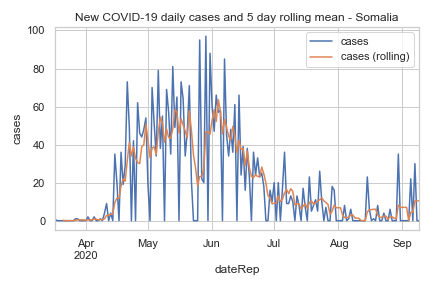 New COVID-19 daily cases and 5 day rolling mean - Somalia
cases
cases (rolling)
100
80
60
40
20
0
cases
Apr May Jun Jul Aug Sep
2020
dateRep